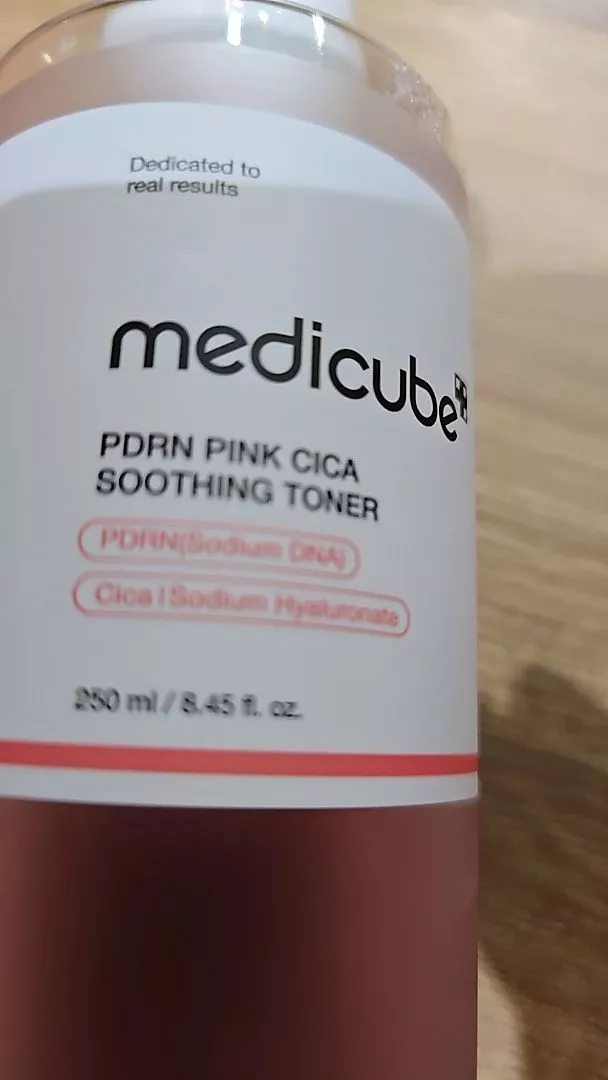 Dedicated to
real results
medicube
PDRN PINK CICA
SOOTHING TONER
PDRN(Sodium DNA)
Cica | Sodium Hyaluronate
250 ml / 8.45 fl. oz.